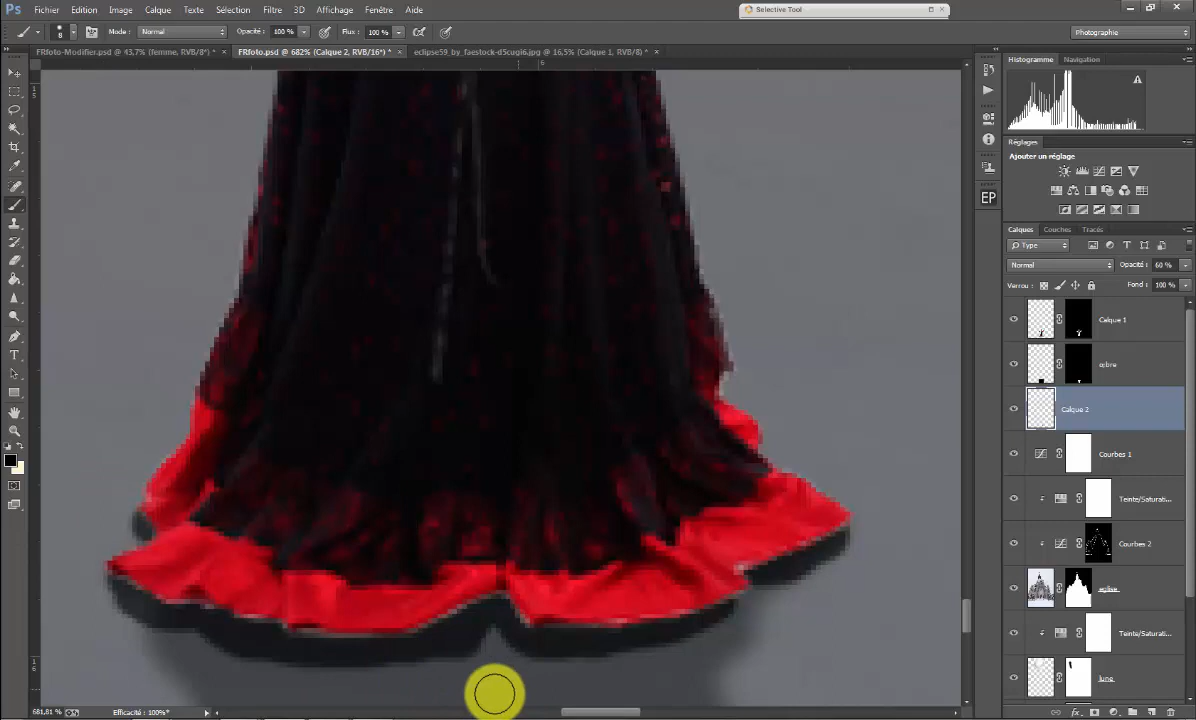 Ps Fichier Edition Image Calque Texte Sélection Filtre 3D Affichage Fenêtre Aide
Selective Tool
8 Mode : Normal Opacité : 100 % Flux : 100 % Photographie
FRfoto-Modifier.psd @ 43,7% (femme, RVB/8*) × FRfoto.psd @ 682% (Calque 2, RVB/16*) * × eclipse59_by_faestock-d5cugi6.jpg @ 16,5% (Calque 1, RVB/8) * ×
6
Histogramme Navigation
Réglages
Ajouter un réglage
EP
Calques Couches Tracés
Type
Normal Opacité : 60 %
Verrou : Fond : 100 %
Calque 1
Calque 2
Courbes 1
Teinte/Saturati...
Courbes 2
eglise
Teinte/Saturati...
lune
681,81 % Efficacité : 100%*